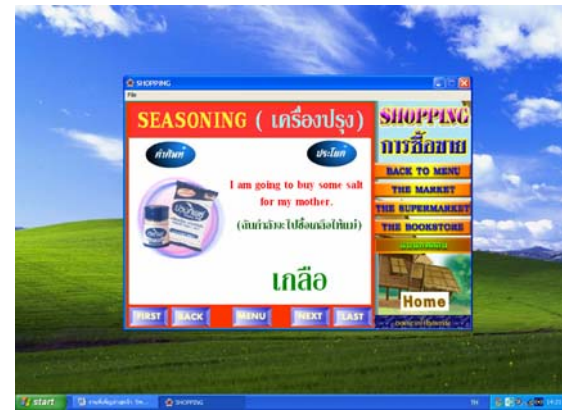 SHOPPING
File
SEASONING ( เครื่องปรุง )
คำศัพท์
ประโยค
I am going to buy some salt
for my mother.
(ฉันกำลังจะไปซื้อเกลือให้แม่)
เกลือ
FIRST
BACK
MENU
NEXT
LAST
SHOPPING
การซื้อขาย
BACK TO MENU
THE MARKET
THE SUPERMARKET
THE BOOKSTORE
Home
start
SHOPPING
TH